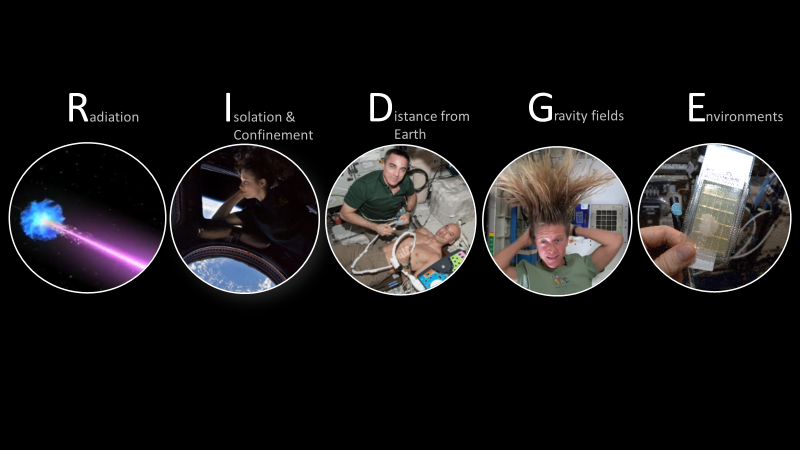 Radiation
Isolation &
Confinement
Distance from
Earth
Gravity fields
Environments